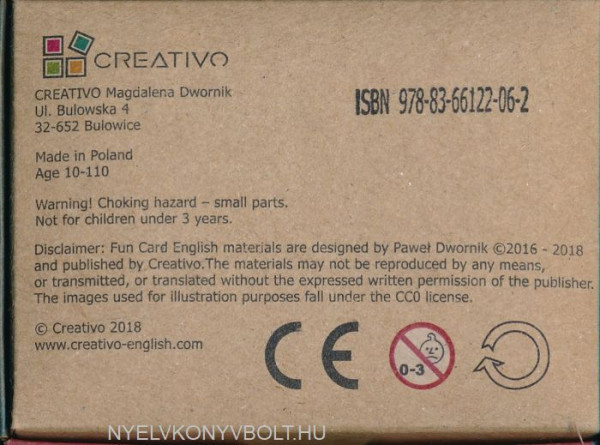 CREATIVO
CREATIVO Magdalena Dwornik
Ul. Bulowska 4
32-652 Bulowice
ISBN 978-83-66122-06-2
Made in Poland
Age 10-110
Warning! Choking hazard – small parts.
Not for children under 3 years.
Disclaimer: Fun Card English materials are designed by Paweł Dwornik ©2016 - 2018
and published by Creativo.The materials may not be reproduced by any means,
or transmitted, or translated without the expressed written permission of the publisher.
The images used for illustration purposes fall under the CC0 license.
© Creativo 2018
www.creativo-english.com
CE
0-3
NYELVKONYVBOLT.HU